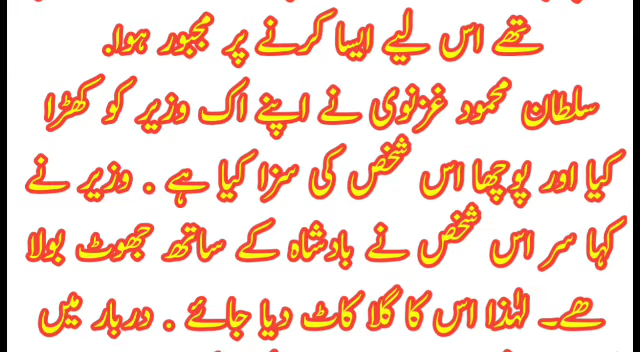 تھے اس لیے ایسا کرنے پر مجبور ہوا.
سلطان محمود غزنوی نے اپنے اک وزیر کو کھڑا
کیا اور پوچھا اس شخص کی سزا کیا ہے . وزیر نے
کہا سر اس شخص نے بادشاہ کے ساتھ جھوٹ بولا
ھے۔ لہٰذا اس کا گلا کاٹ دیا جائے . دربار میں